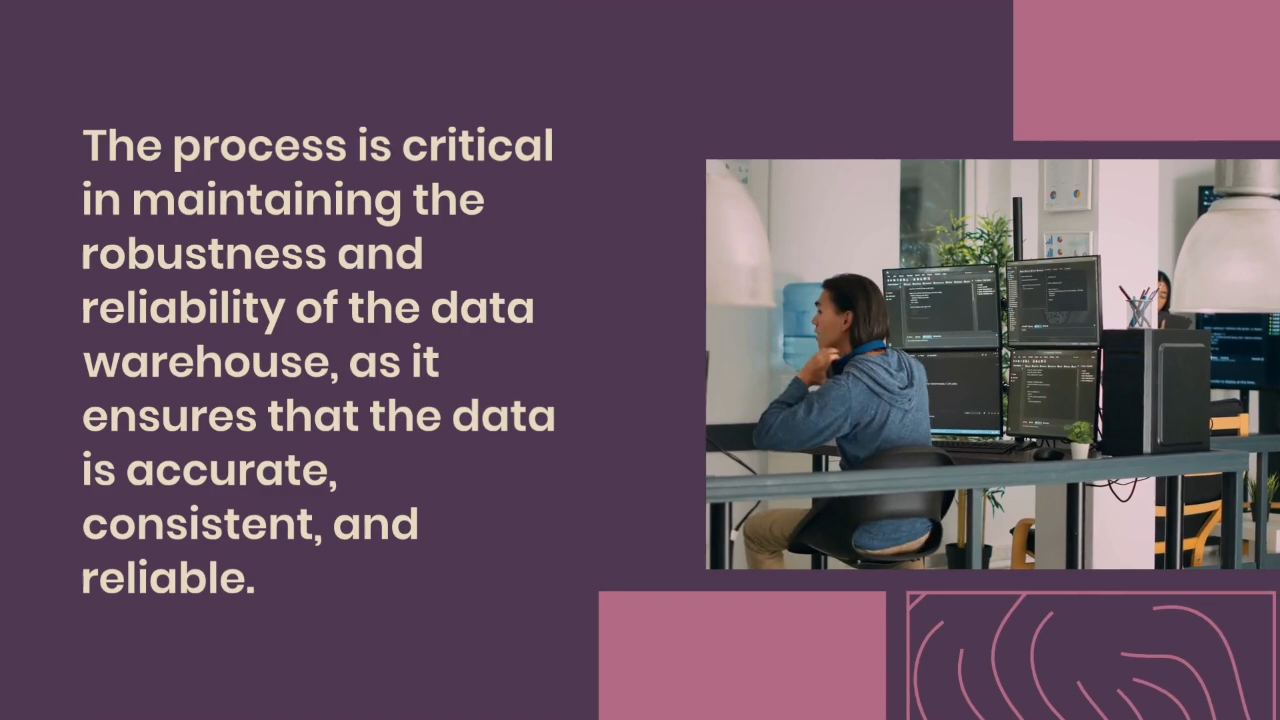 The process is critical
in maintaining the
robustness and
reliability of the data
warehouse, as it
ensures that the data
is accurate,
consistent, and
reliable.